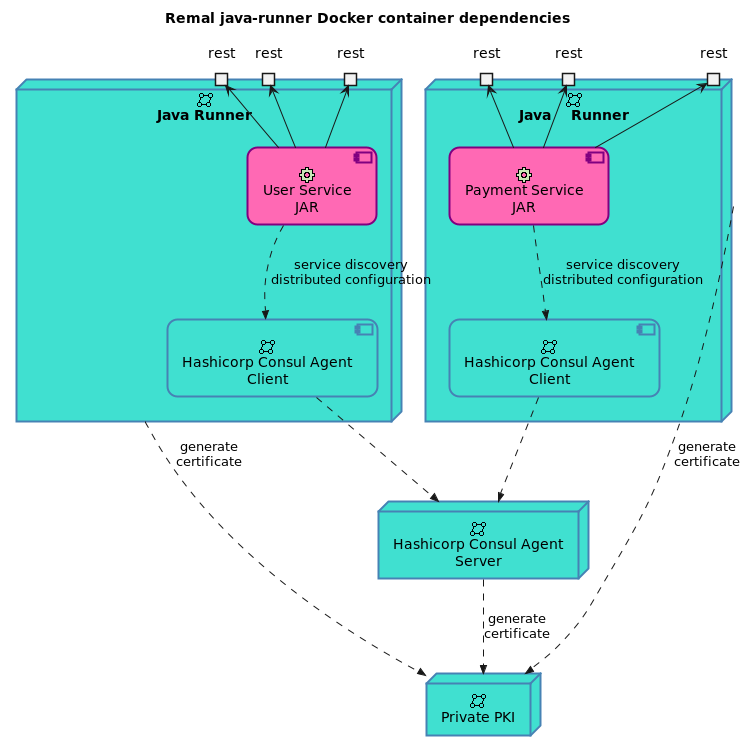 Remal java-runner Docker container dependencies
rest
rest
rest
rest
rest
rest
Java Runner
Java Runner
User Service
JAR
Payment Service
JAR
service discovery
distributed configuration
service discovery
distributed configuration
Hashicorp Consul Agent
Client
Hashicorp Consul Agent
Client
generate
certificate
generate
certificate
Hashicorp Consul Agent
Server
generate
certificate
Private PKI